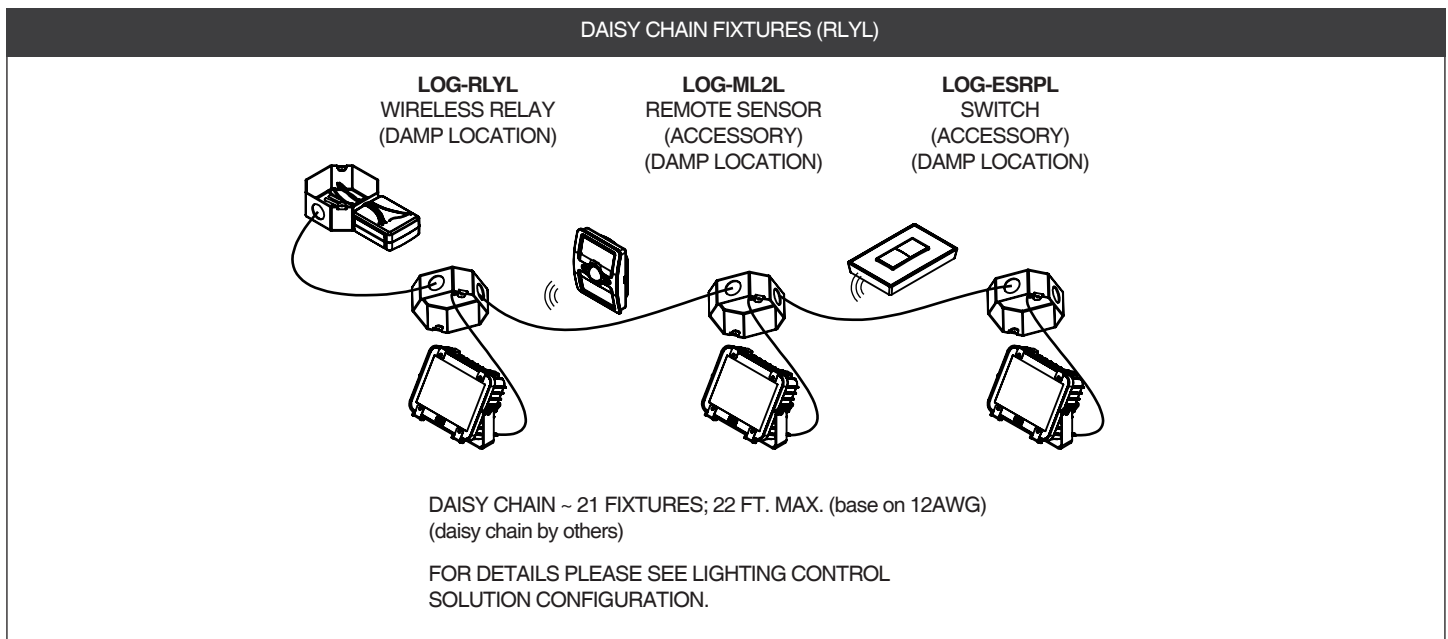 DAISY CHAIN FIXTURES (RLYL)
LOG-RLYL
WIRELESS RELAY
(DAMP LOCATION)
LOG-ML2L
REMOTE SENSOR
(ACCESSORY)
(DAMP LOCATION)
LOG-ESRPL
SWITCH
(ACCESSORY)
(DAMP LOCATION)
DAISY CHAIN ~ 21 FIXTURES; 22 FT. MAX. (base on 12AWG)
(daisy chain by others)
FOR DETAILS PLEASE SEE LIGHTING CONTROL
SOLUTION CONFIGURATION.